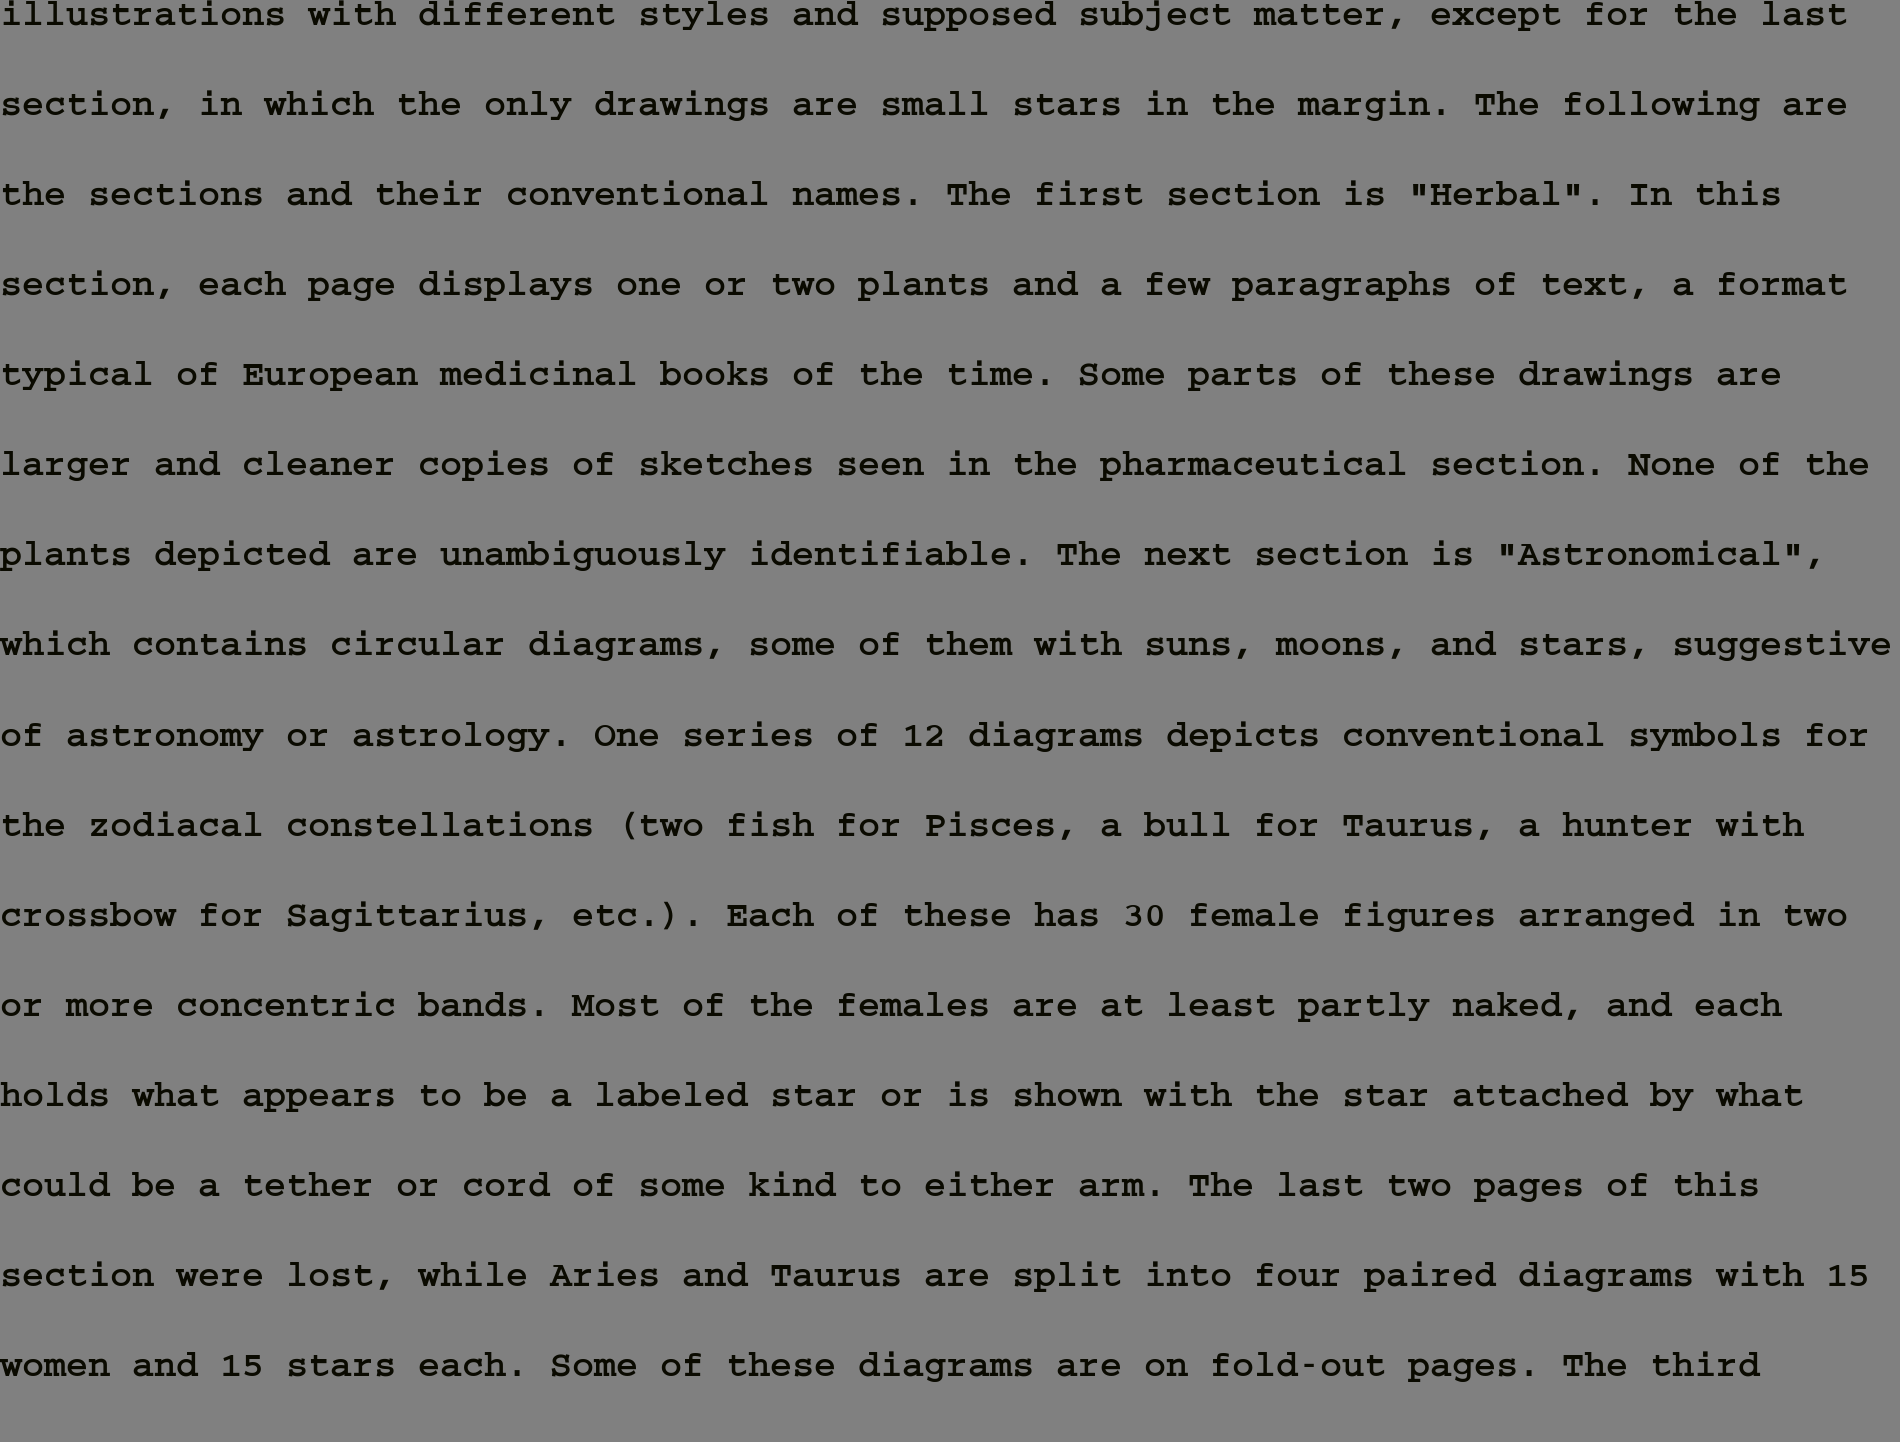 illustrations with different styles and supposed subject matter, except for the last
section, in which the only drawings are small stars in the margin. The following are
the sections and their conventional names. The first section is "Herbal". In this
section, each page displays one or two plants and a few paragraphs of text, a format
typical of European medicinal books of the time. Some parts of these drawings are
larger and cleaner copies of sketches seen in the pharmaceutical section. None of the
plants depicted are unambiguously identifiable. The next section is "Astronomical",
which contains circular diagrams, some of them with suns, moons, and stars, suggestive
of astronomy or astrology. One series of 12 diagrams depicts conventional symbols for
the zodiacal constellations (two fish for Pisces, a bull for Taurus, a hunter with
crossbow for Sagittarius, etc.). Each of these has 30 female figures arranged in two
or more concentric bands. Most of the females are at least partly naked, and each
holds what appears to be a labeled star or is shown with the star attached by what
could be a tether or cord of some kind to either arm. The last two pages of this
section were lost, while Aries and Taurus are split into four paired diagrams with 15
women and 15 stars each. Some of these diagrams are on fold-out pages. The third